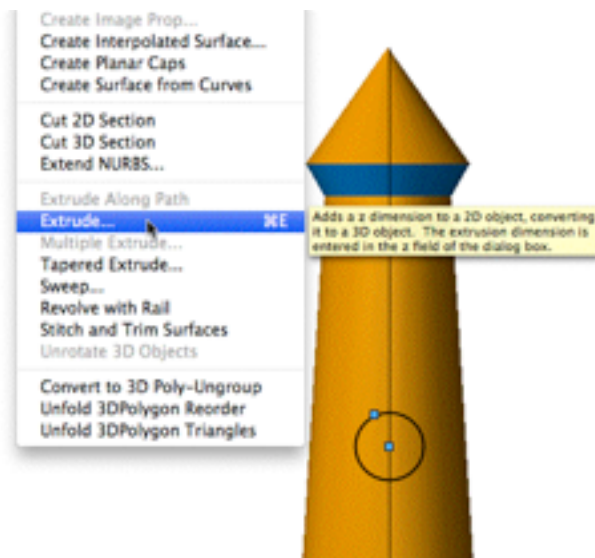 Create Image Prop...
Create Interpolated Surface...
Create Planar Caps
Create Surface from Curves
Cut 2D Section
Cut 3D Section
Extend NURBS...
Extrude Along Path
Extrude... ⌘E
Multiple Extrude...
Tapered Extrude...
Sweep...
Revolve with Rail
Stitch and Trim Surfaces
Unrotate 3D Objects
Convert to 3D Poly-Ungroup
Unfold 3DPolygon Reorder
Unfold 3DPolygon Triangles
Adds a z dimension to a 2D object, converting
it to a 3D object. The extrusion dimension is
entered in the z field of the dialog box.